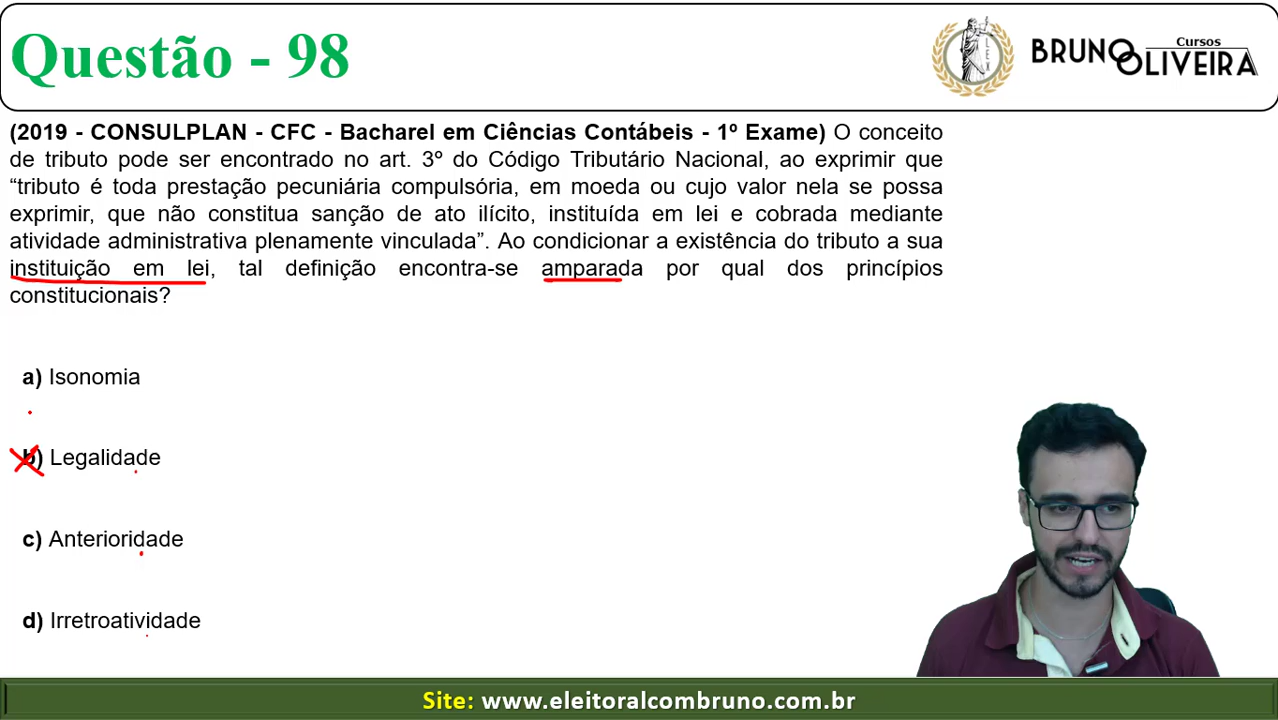 Questão - 98
LEX
Cursos
BRUNO
OLIVEIRA
(2019 - CONSULPLAN - CFC - Bacharel em Ciências Contábeis - 1º Exame) O conceito
de tributo pode ser encontrado no art. 3º do Código Tributário Nacional, ao exprimir que
“tributo é toda prestação pecuniária compulsória, em moeda ou cujo valor nela se possa
exprimir, que não constitua sanção de ato ilícito, instituída em lei e cobrada mediante
atividade administrativa plenamente vinculada”. Ao condicionar a existência do tributo a sua
instituição em lei, tal definição encontra-se amparada por qual dos princípios
constitucionais?
a) Isonomia
b) Legalidade
c) Anterioridade
d) Irretroatividade
Site: www.eleitoralcombruno.com.br